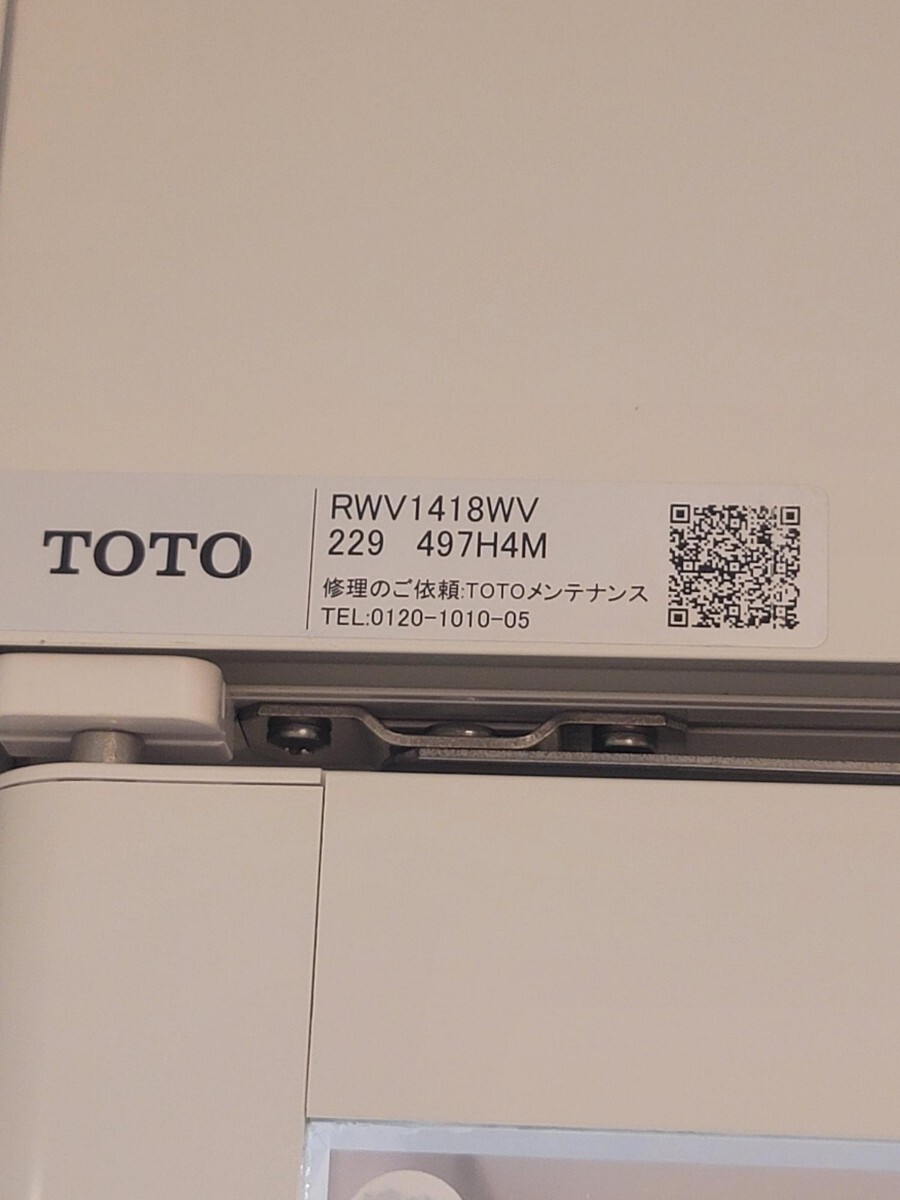 TOTO
RWV1418WV
229 497H4M
修理のご依頼:TOTOメンテナンス
TEL:0120-1010-05